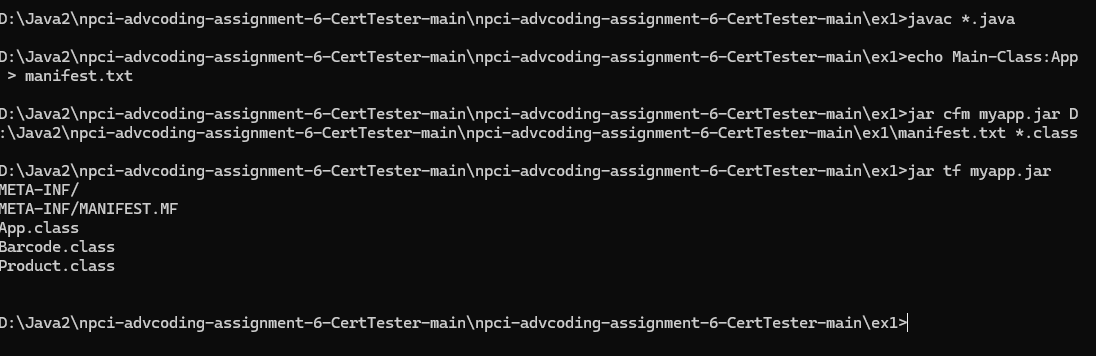 D:\Java2\npci-advcoding-assignment-6-CertTester-main\npci-advcoding-assignment-6-CertTester-main\ex1>javac *.java
D:\Java2\npci-advcoding-assignment-6-CertTester-main\npci-advcoding-assignment-6-CertTester-main\ex1>echo Main-Class:App
 > manifest.txt
D:\Java2\npci-advcoding-assignment-6-CertTester-main\npci-advcoding-assignment-6-CertTester-main\ex1>jar cfm myapp.jar D
:\Java2\npci-advcoding-assignment-6-CertTester-main\npci-advcoding-assignment-6-CertTester-main\ex1\manifest.txt *.class
D:\Java2\npci-advcoding-assignment-6-CertTester-main\npci-advcoding-assignment-6-CertTester-main\ex1>jar tf myapp.jar
META-INF/
META-INF/MANIFEST.MF
App.class
Barcode.class
Product.class
D:\Java2\npci-advcoding-assignment-6-CertTester-main\npci-advcoding-assignment-6-CertTester-main\ex1>